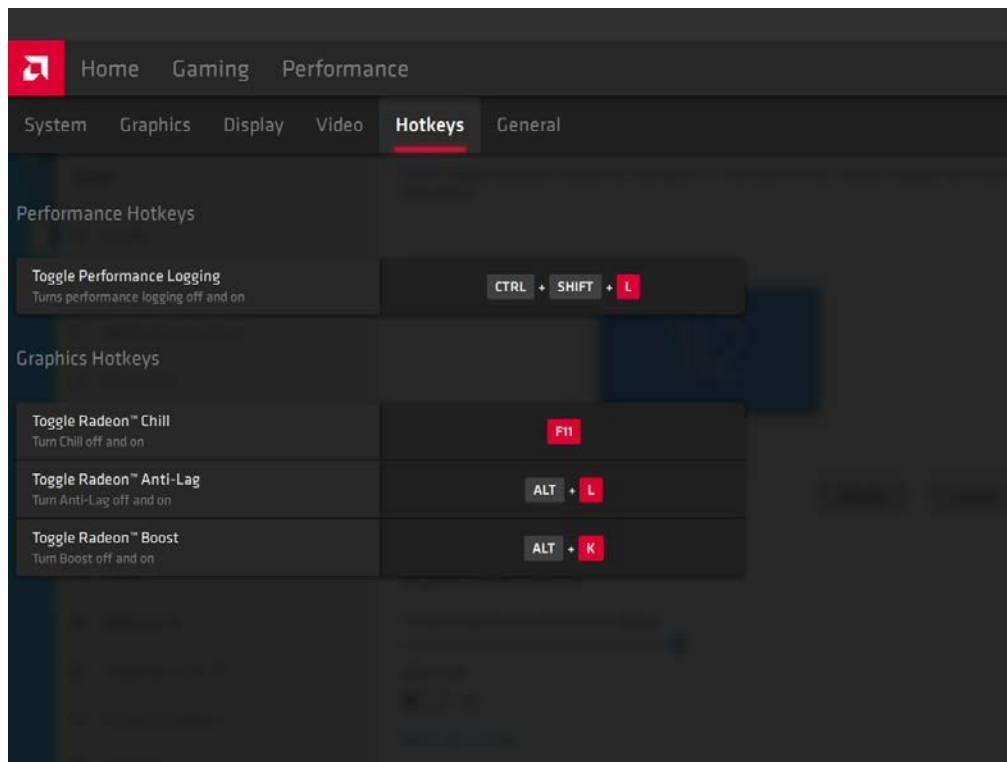 Home Gaming Performance
System Graphics Display Video Hotkeys General
Performance Hotkeys
Toggle Performance Logging
Turns performance logging off and on
CTRL + SHIFT + L
Graphics Hotkeys
Toggle Radeon™ Chill
Turn Chill off and on
F11
Toggle Radeon™ Anti-Lag
Turn Anti-Lag off and on
ALT + L
Toggle Radeon™ Boost
Turn Boost off and on
ALT + K